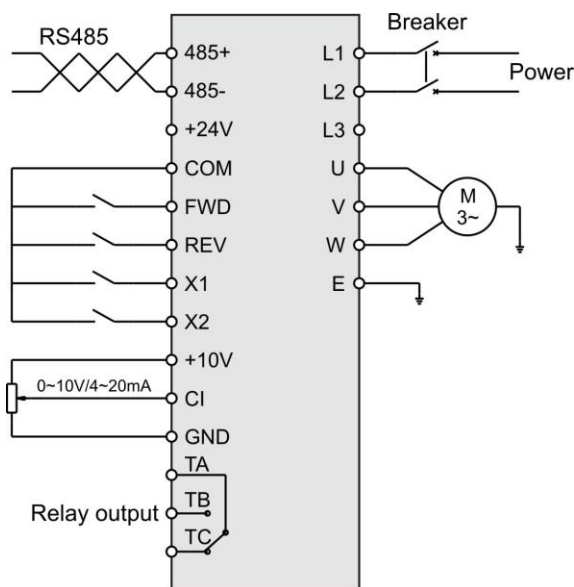 Breaker
RS485
485+ L1
Power
485- L2
+24V L3
COM U
FWD V
M
3~
REV W
X1 E
X2
+10V
0~10V/4~20mA
CI
GND
TA
TB
Relay output
TC